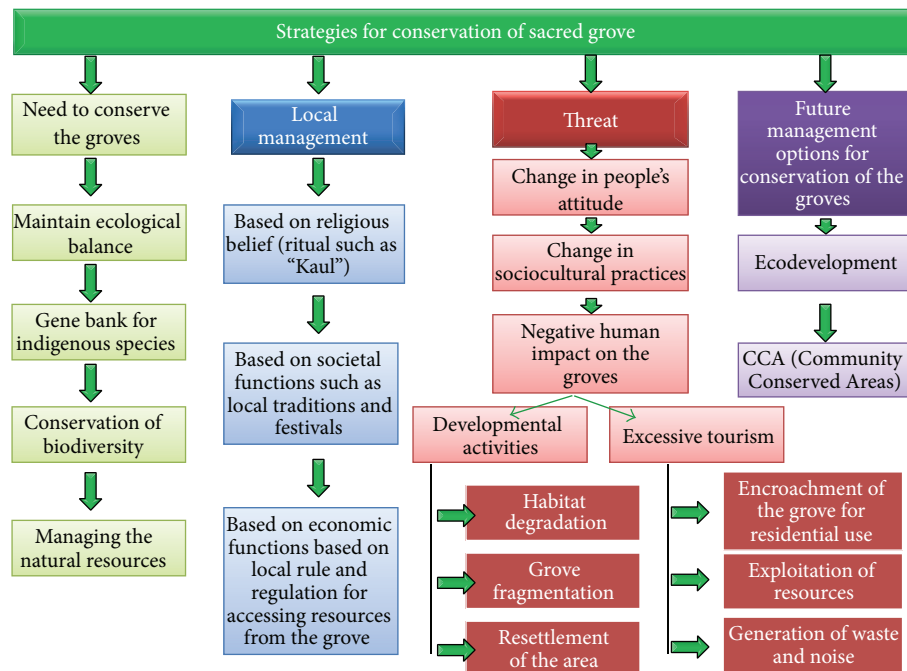 Strategies for conservation of sacred grove
Need to conserve
the groves
Maintain ecological
balance
Gene bank for
indigenous species
Conservation of
biodiversity
Managing the
natural resources
Local
management
Based on religious
belief (ritual such as
“Kaul”)
Based on societal
functions such as
local traditions and
festivals
Based on economic
functions based on
local rule and
regulation for
accessing resources
from the grove
Threat
Change in people’s
attitude
Change in
sociocultural practices
Negative human
impact on the
groves
Developmental
activities
Habitat
degradation
Grove
fragmentation
Resettlement
of the area
Excessive tourism
Encroachment of
the grove for
residential use
Exploitation of
resources
Generation of waste
and noise
Future
management
options for
conservation of the
groves
Ecodevelopment
CCA (Community
Conserved Areas)